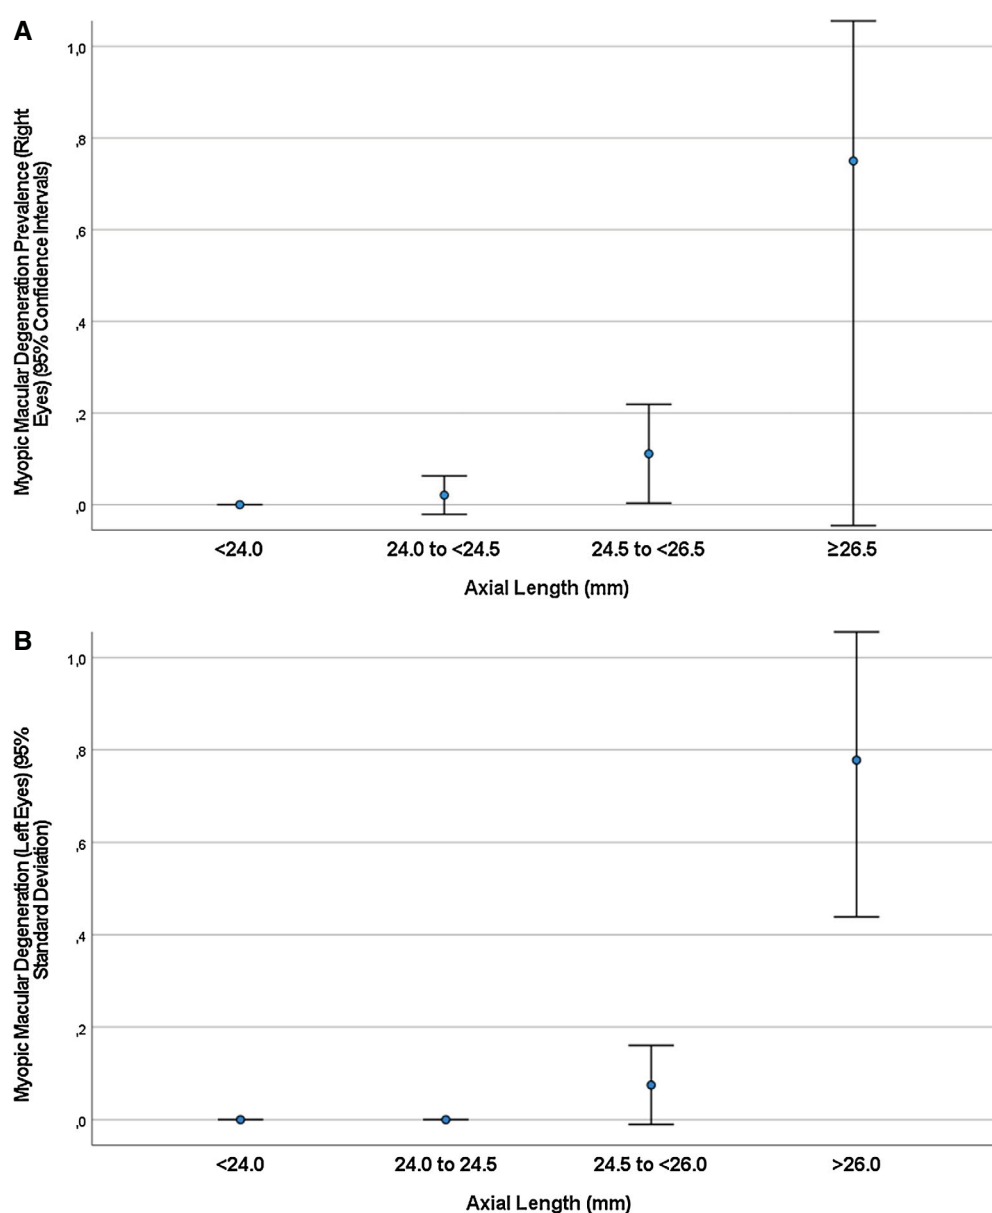 A
Myopic Macular Degeneration Prevalence (Right
Eyes) (95% Confidence Intervals)
1,0
,8
,6
,4
,2
,0
<24.0
24.0 to <24.5
24.5 to <26.5
≥26.5
Axial Length (mm)
B
Myopic Macular Degeneration (Left Eyes) (95%
Standard Deviation)
1,0
,8
,6
,4
,2
,0
<24.0
24.0 to 24.5
24.5 to <26.0
>26.0
Axial Length (mm)